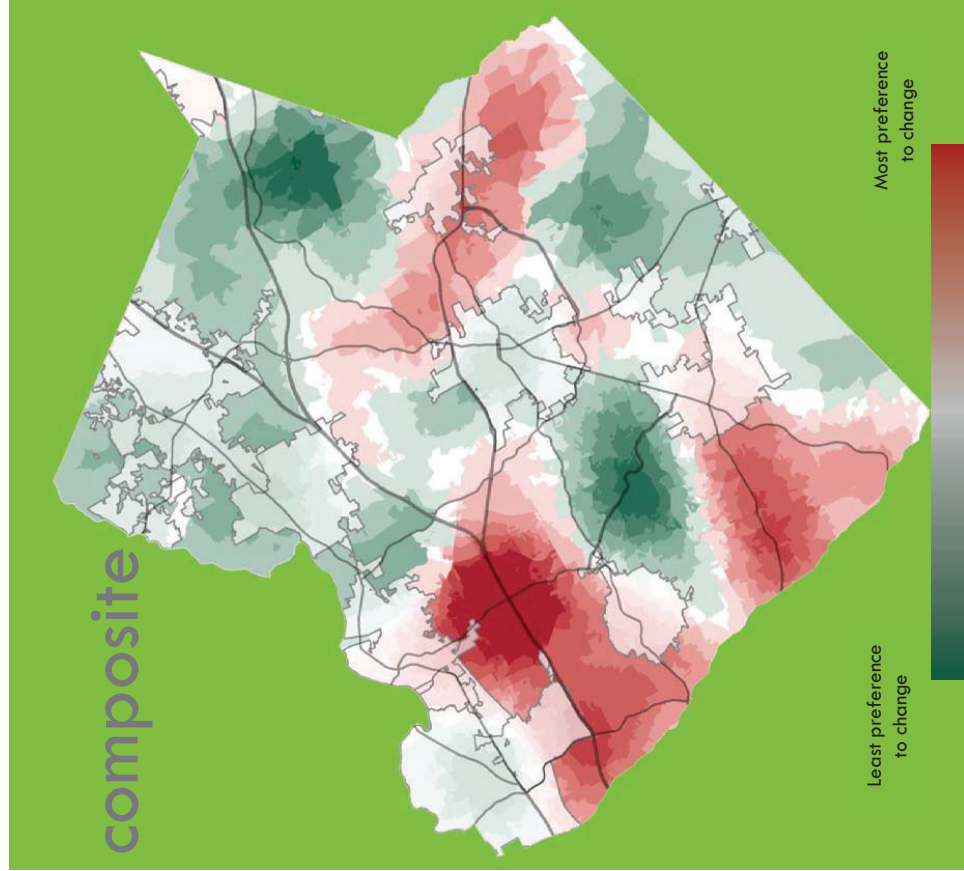 composite
Least preference
to change
Most preference
to change